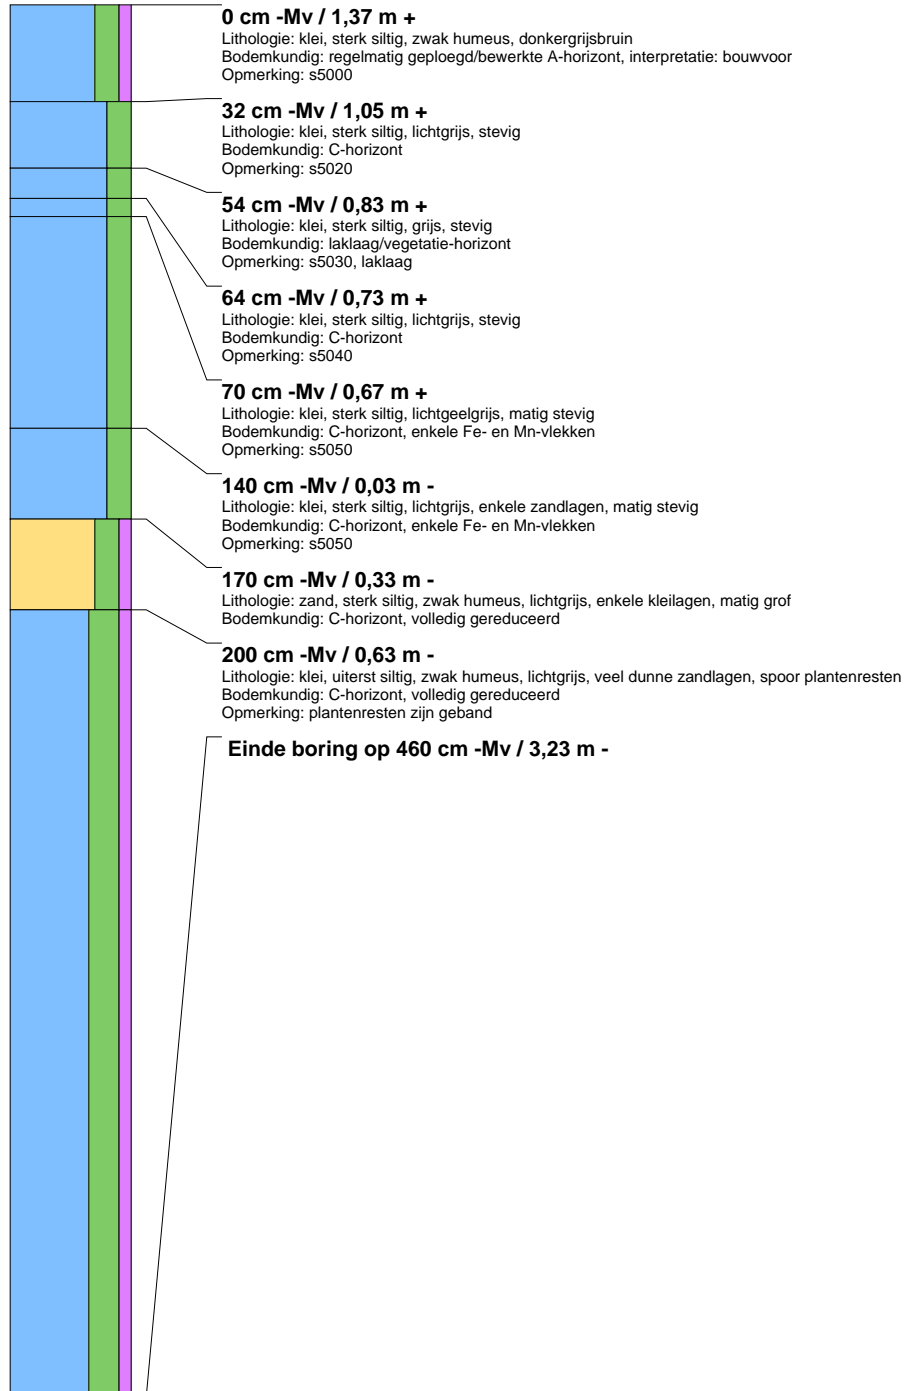 0 cm -Mv / 1,37 m +
Lithologie: klei, sterk siltig, zwak humeus, donkergrijsbruin
Bodemkundig: regelmatig geploegd/bewerkte A-horizont, interpretatie: bouwvoor
Opmerking: s5000
32 cm -Mv / 1,05 m +
Lithologie: klei, sterk siltig, lichtgrijs, stevig
Bodemkundig: C-horizont
Opmerking: s5020
54 cm -Mv / 0,83 m +
Lithologie: klei, sterk siltig, grijs, stevig
Bodemkundig: laklaag/vegetatie-horizont
Opmerking: s5030, laklaag
64 cm -Mv / 0,73 m +
Lithologie: klei, sterk siltig, lichtgrijs, stevig
Bodemkundig: C-horizont
Opmerking: s5040
70 cm -Mv / 0,67 m +
Lithologie: klei, sterk siltig, lichtgeelgrijs, matig stevig
Bodemkundig: C-horizont, enkele Fe- en Mn-vlekken
Opmerking: s5050
140 cm -Mv / 0,03 m -
Lithologie: klei, sterk siltig, lichtgrijs, enkele zandlagen, matig stevig
Bodemkundig: C-horizont, enkele Fe- en Mn-vlekken
Opmerking: s5050
170 cm -Mv / 0,33 m -
Lithologie: zand, sterk siltig, zwak humeus, lichtgrijs, enkele kleilagen, matig grof
Bodemkundig: C-horizont, volledig gereduceerd
200 cm -Mv / 0,63 m -
Lithologie: klei, uiterst siltig, zwak humeus, lichtgrijs, veel dunne zandlagen, spoor plantenresten
Bodemkundig: C-horizont, volledig gereduceerd
Opmerking: plantenresten zijn geband
Einde boring op 460 cm -Mv / 3,23 m -